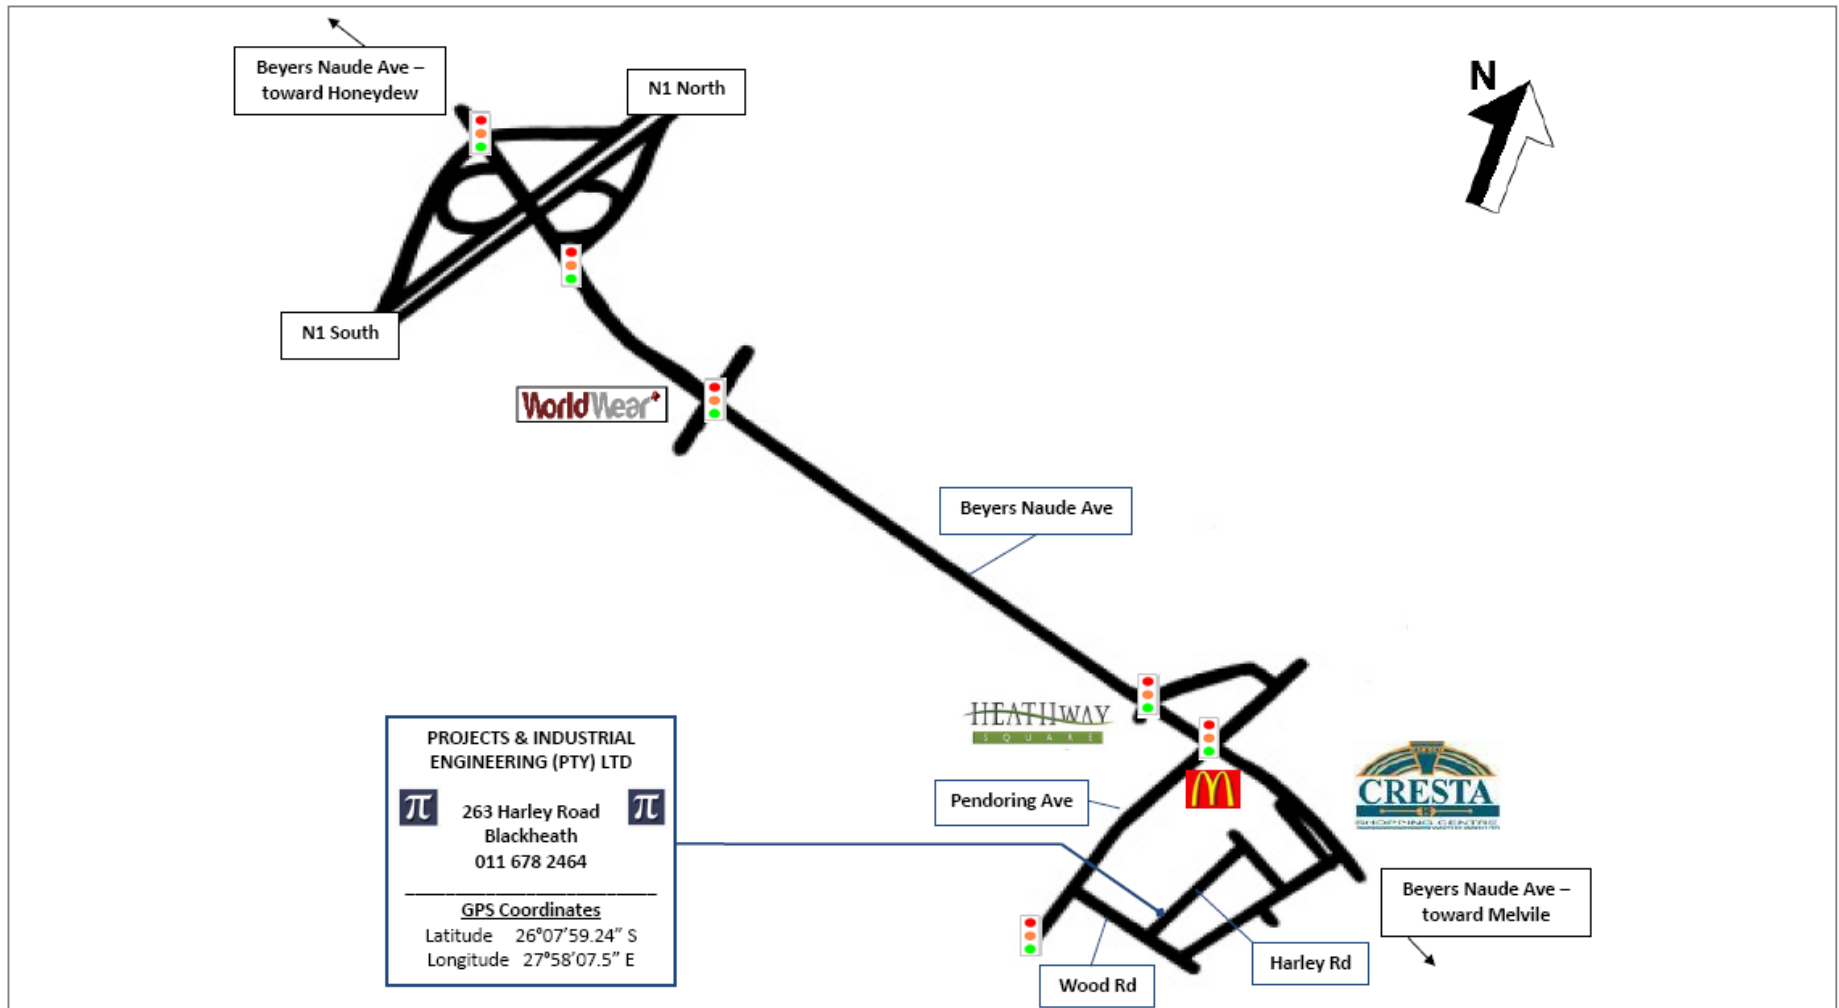 Beyers Naude Ave –
toward Honeydew
N1 North
N
N1 South
WorldWear
Beyers Naude Ave
HEATHWAY
SQUARE
PROJECTS & INDUSTRIAL
ENGINEERING (PTY) LTD
π
π
263 Harley Road
Blackheath
011 678 2464
GPS Coordinates
Latitude 26°07'59.24" S
Longitude 27°58'07.5" E
Pendoring Ave
M
CRESTA
SHOPPING CENTRE
Beyers Naude Ave –
toward Melvile
Harley Rd
Wood Rd